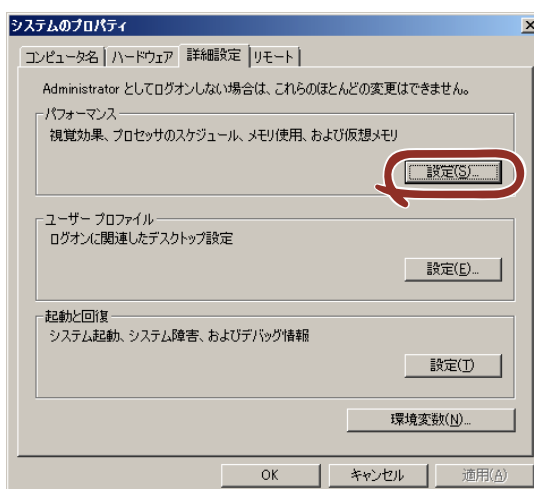 システムのプロパティ
コンピュータ名 ハードウェア 詳細設定 リモート
Administrator としてログオンしない場合は、これらのほとんどの変更はできません。
パフォーマンス
視覚効果、プロセッサのスケジュール、メモリ使用、および仮想メモリ
設定(S)...
ユーザー プロファイル
ログオンに関連したデスクトップ設定
設定(E)...
起動と回復
システム起動、システム障害、およびデバッグ情報
設定(T)
環境変数(N)...
OK キャンセル 適用(A)